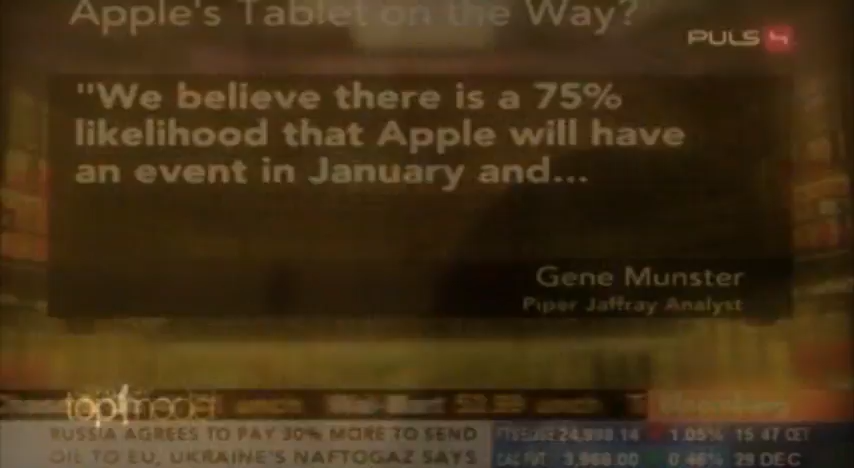 Apple's Tablet on the Way?
PULS 4
"We believe there is a 75%
likelihood that Apple will have
an event in January and...
Gene Munster
Piper Jaffray Analyst
top model
RUSSIA AGREES TO PAY 30% MORE TO SEND
OIL TO EU, UKRAINE'S NAFTOGAZ SAYS
1.05% 15 47 CET
0.46% 29 DEC